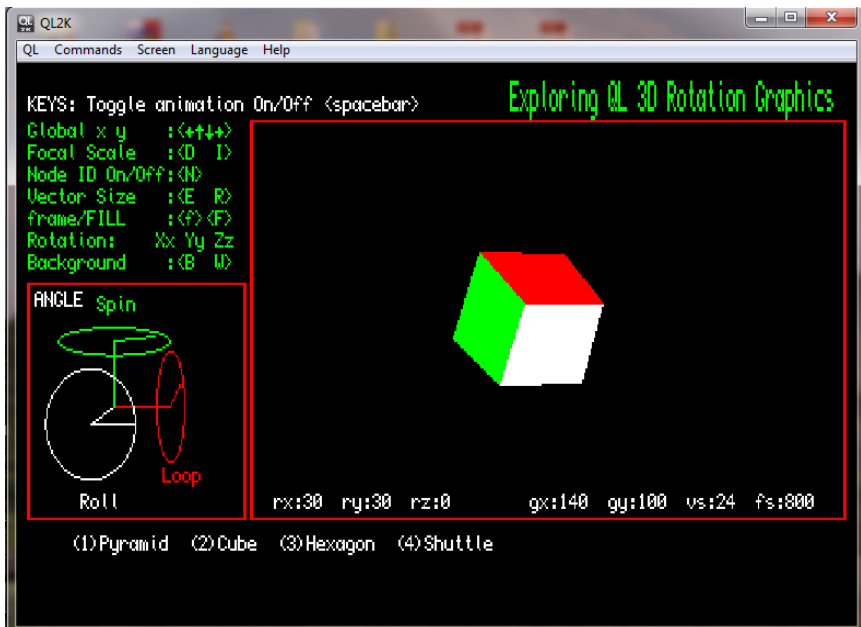 QL2K
QL Commands Screen Language Help
Exploring QL 3D Rotation Graphics
KEYS: Toggle animation On/Off <spacebar>
Global x y :<←↑↓→>
Focal Scale :<D I>
Node ID On/Off:<N>
Vector Size :<E R>
frame/FILL :<f><F>
Rotation: Xx Yy Zz
Background :<B W>
ANGLE Spin
Loop
Roll
rx:30 ry:30 rz:0 gx:140 gy:100 vs:24 fs:800
(1)Pyramid (2)Cube (3)Hexagon (4)Shuttle